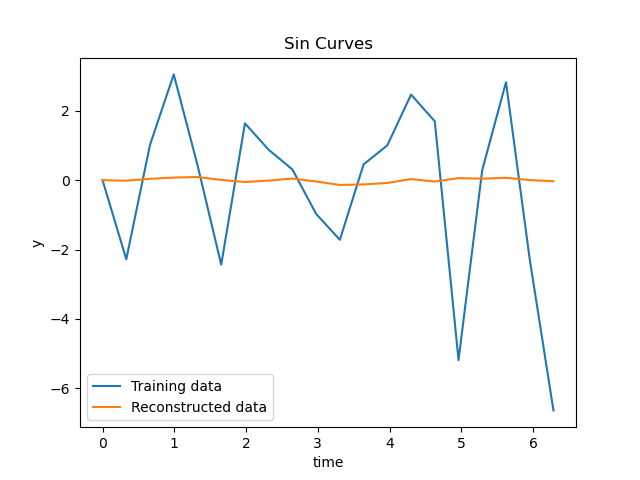 Sin Curves
y
2
0
−2
−4
−6
Training data
Reconstructed data
0 1 2 3 4 5 6
time